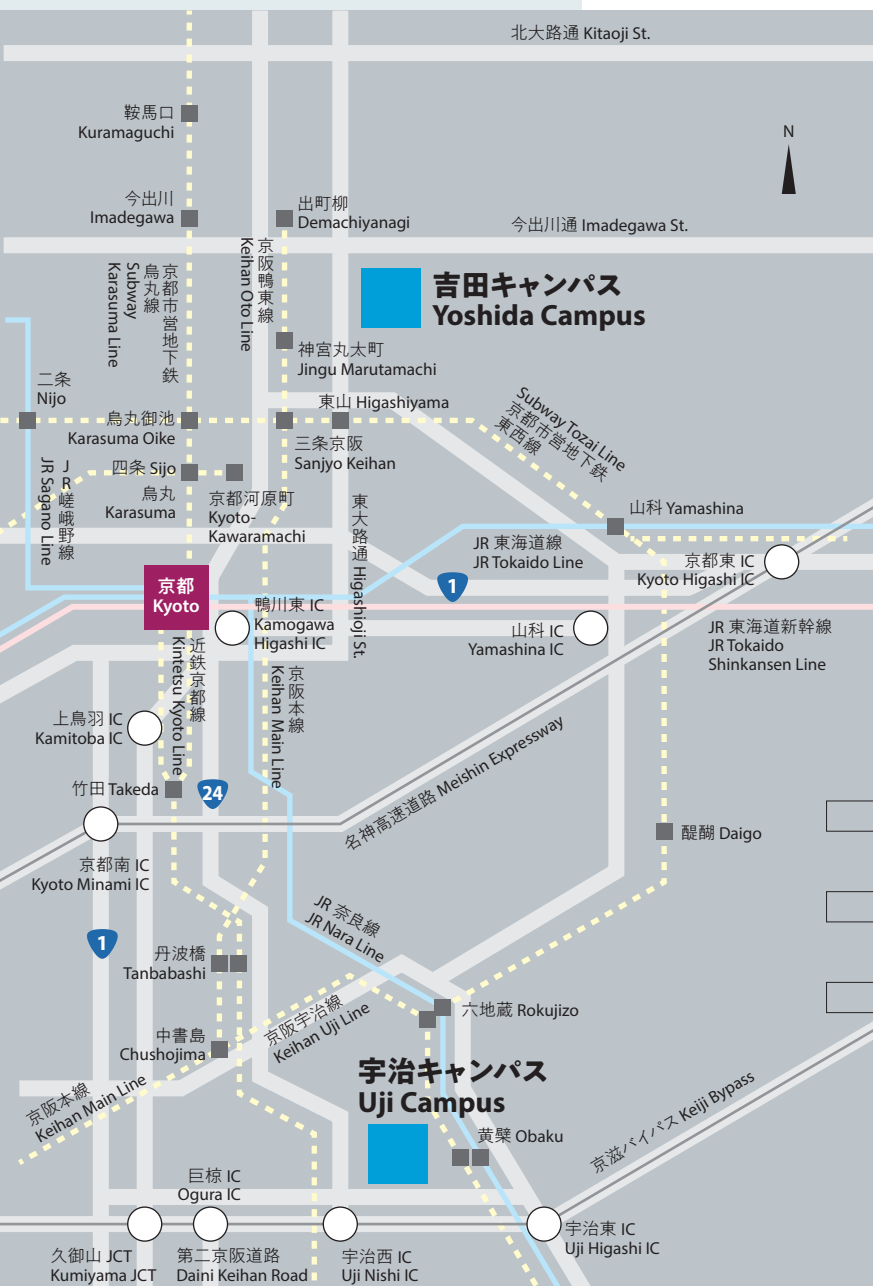 北大路通 Kitaoji St.
鞍馬口
Kuramaguchi
N
今出川
Imadegawa
出町柳
Demachiyanagi
今出川通 Imadegawa St.
京都市営地下鉄
烏丸線
Subway
Karasuma Line
京阪鴨東線
Keihan Oto Line
吉田キャンパス
Yoshida Campus
神宮丸太町
Jingu Marutamachi
二条
Nijo
烏丸御池
Karasuma Oike
東山 Higashiyama
三条京阪
Sanjyo Keihan
Subway Tozai Line
京都市営地下鉄
東西線
JR嵯峨野線
JR Sagano Line
四条 Sijo
烏丸
Karasuma
京都河原町
Kyoto-
Kawaramachi
東大路通 Higashioji St.
山科 Yamashina
JR 東海道線
JR Tokaido Line
京都東 IC
Kyoto Higashi IC
1
京都
Kyoto
鴨川東 IC
Kamogawa
Higashi IC
山科 IC
Yamashina IC
JR 東海道新幹線
JR Tokaido
Shinkansen Line
近鉄京都線
Kintetsu Kyoto Line
京阪本線
Keihan Main Line
上鳥羽 IC
Kamitoba IC
竹田 Takeda
24
名神高速道路 Meishin Expressway
京都南 IC
Kyoto Minami IC
醍醐 Daigo
1
JR 奈良線
JR Nara Line
丹波橋
Tanbabashi
六地蔵 Rokujizo
京阪宇治線
Keihan Uji Line
中書島
Chushojima
宇治キャンパス
Uji Campus
京阪本線
Keihan Main Line
黄檗 Obaku
京滋バイパス Keiji Bypass
巨椋 IC
Ogura IC
久御山 JCT
Kumiyama JCT
第二京阪道路
Daini Keihan Road
宇治西 IC
Uji Nishi IC
宇治東 IC
Uji Higashi IC